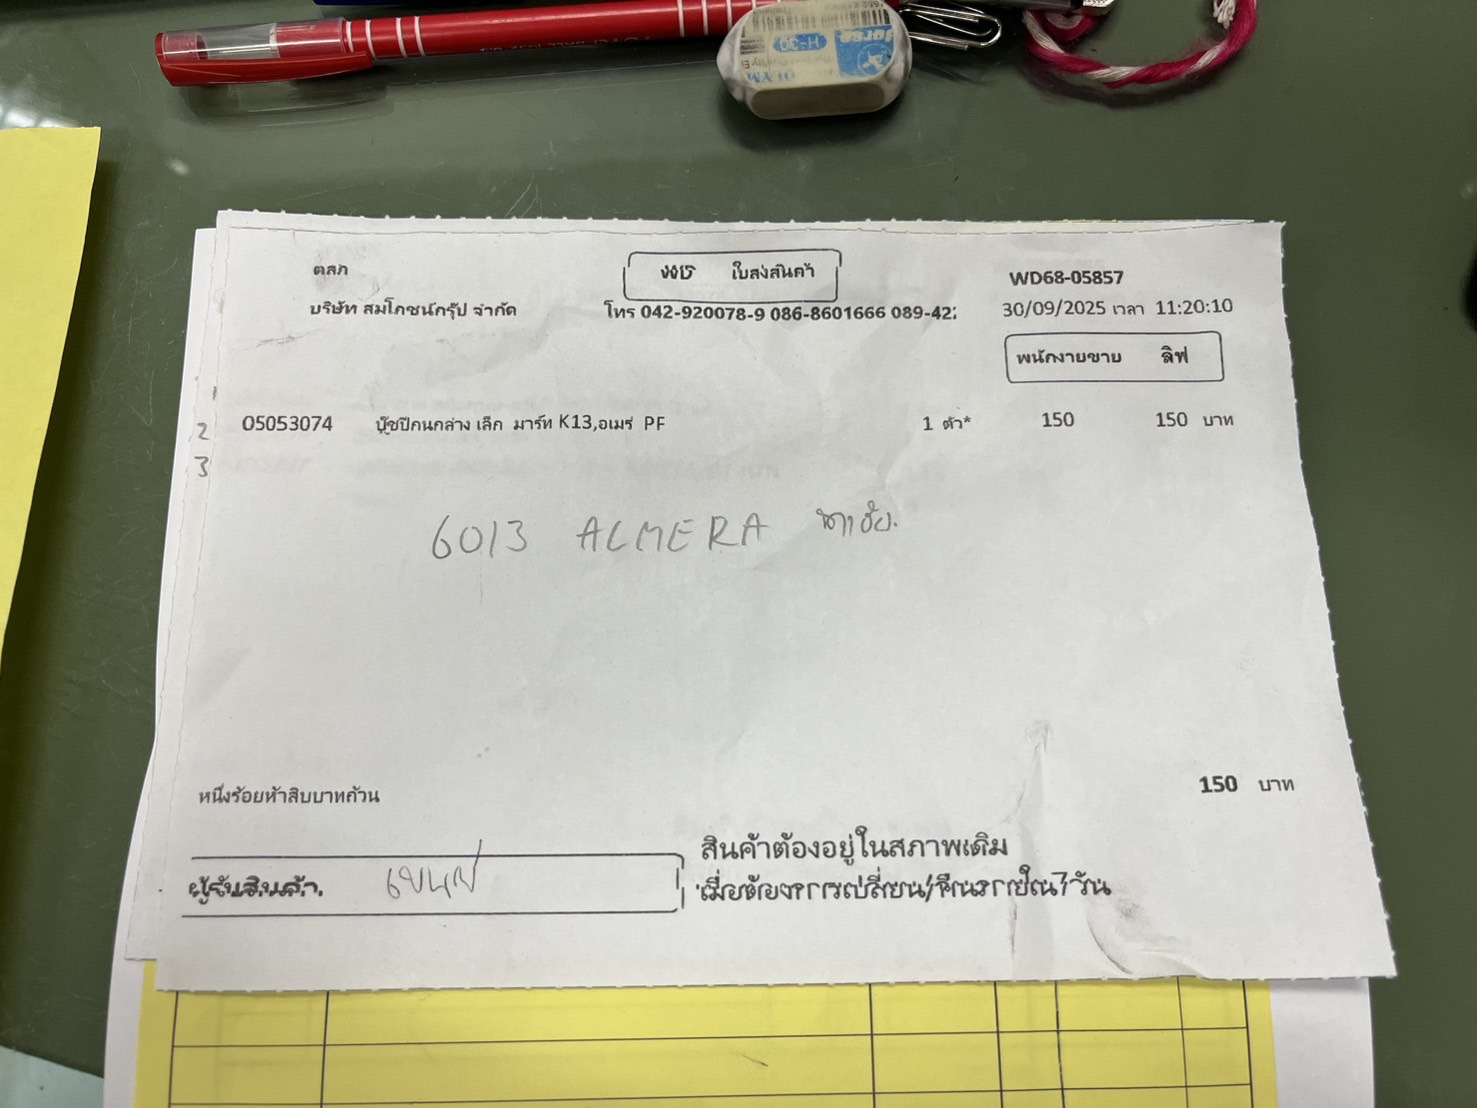 ตสภ
ใบส่งสินค้า
WD68-05857
บริษัท สมโภชน์กรุ๊ป จำกัด
โทร 042-920078-9 086-8601666 089-422
30/09/2025 เวลา 11:20:10
พนักงายขาย ลิฟ
2 05053074 บู๊ชปีกนกล่าง เล็ก มาร์ท K13,อเมร่ PF 1 ตัว* 150 150 บาท
3
6013 ALMERA
หนึ่งร้อยห้าสิบบาทถ้วน
150 บาท
สินค้าต้องอยู่ในสภาพเดิม
ผู้รับสินค้า.
เมื่อต้องการเปลี่ยน/คืนภายใน7วัน